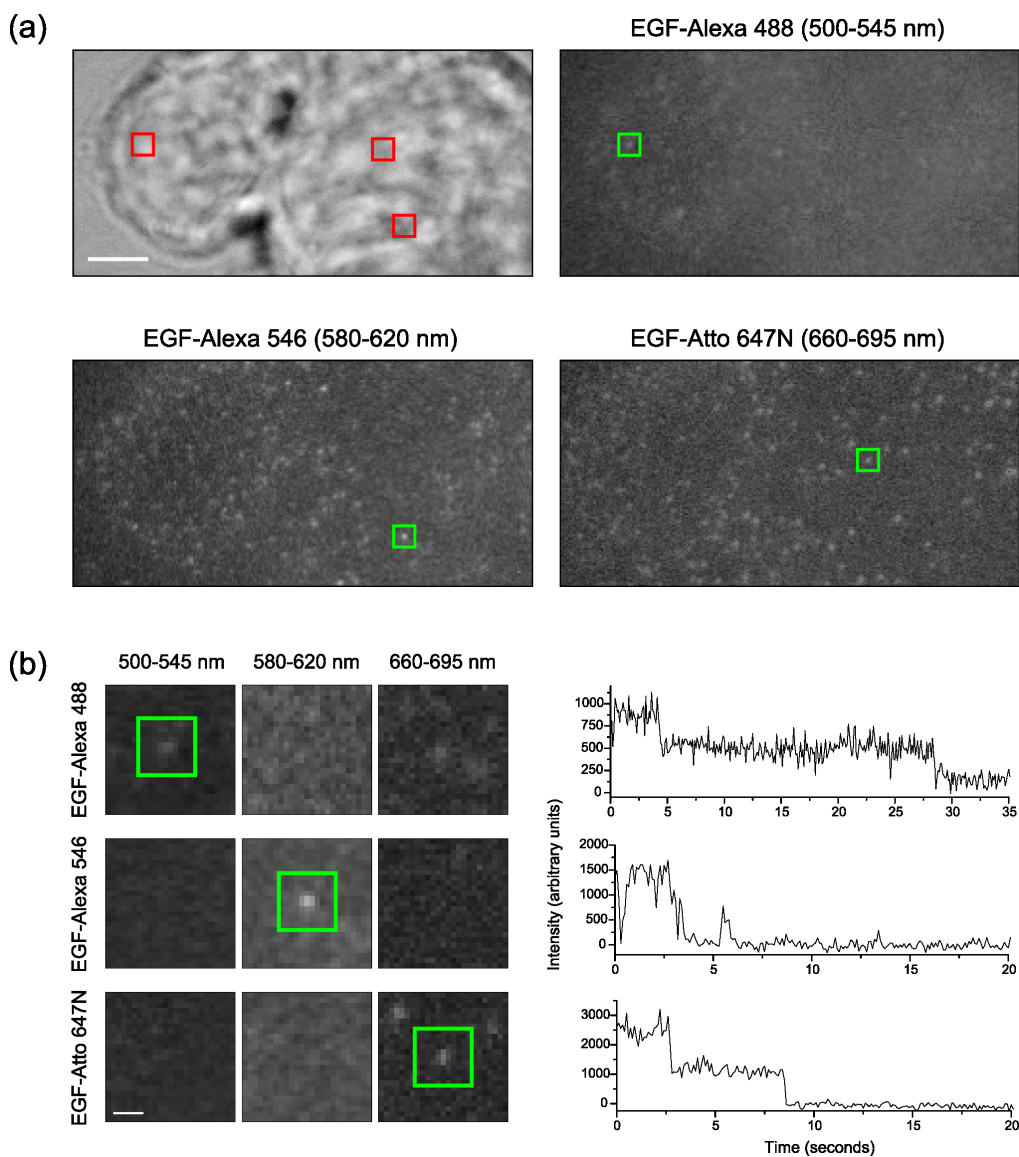 (a)
EGF-Alexa 488 (500-545 nm)
EGF-Alexa 546 (580-620 nm)
EGF-Atto 647N (660-695 nm)
(b)
500-545 nm
580-620 nm
660-695 nm
EGF-Alexa 488
EGF-Alexa 546
EGF-Atto 647N
Intensity (arbitrary units)
1000
750
500
250
0
0 5 10 15 20 25 30 35
2000
1500
1000
500
0
0 5 10 15 20
3000
2000
1000
0
0 5 10 15 20
Time (seconds)